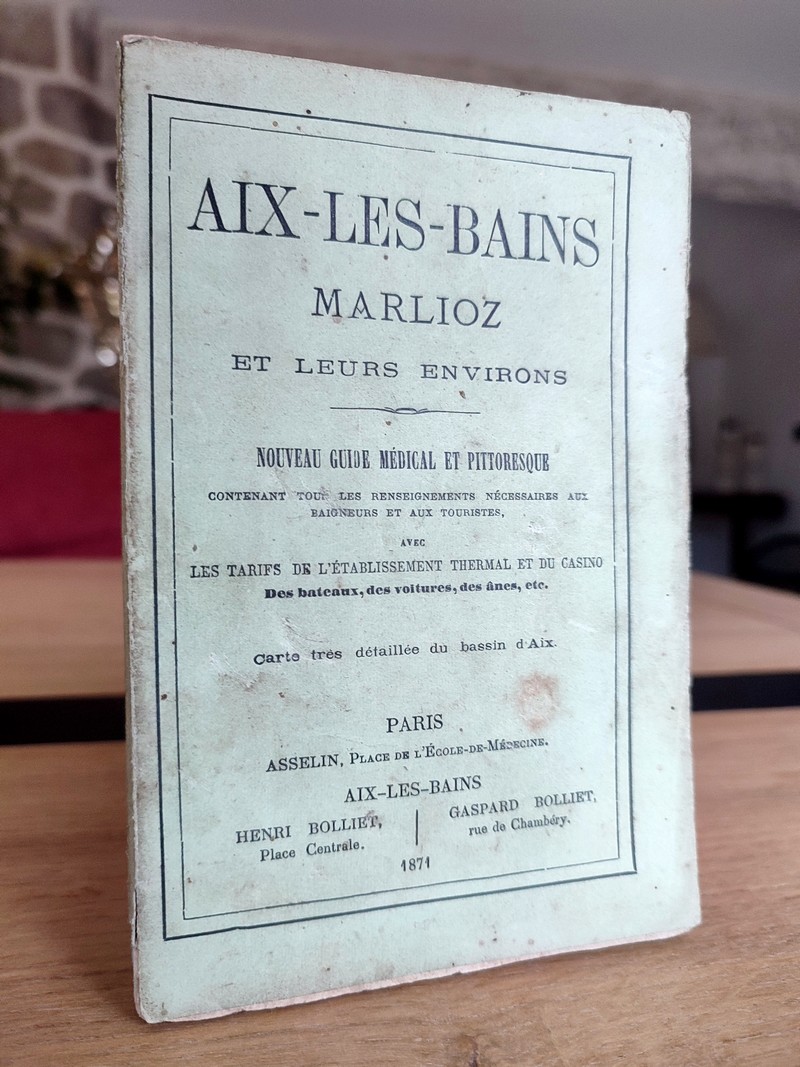 AIX-LES-BAINS
MARLIOZ
ET LEURS ENVIRONS
NOUVEAU GUIDE MÉDICAL ET PITTORESQUE
CONTENANT TOUS LES RENSEIGNEMENTS NÉCESSAIRES AUX
BAIGNEURS ET AUX TOURISTES,
AVEC
LES TARIFS DE L'ÉTABLISSEMENT THERMAL ET DU CASINO
Des bateaux, des voitures, des ânes, etc.
Carte très détaillée du bassin d'Aix.
PARIS
ASSELIN, PLACE DE L'ÉCOLE-DE-MÉDECINE.
AIX-LES-BAINS
HENRI BOLLIET,
Place Centrale.
GASPARD BOLLIET,
rue de Chambéry.
1871